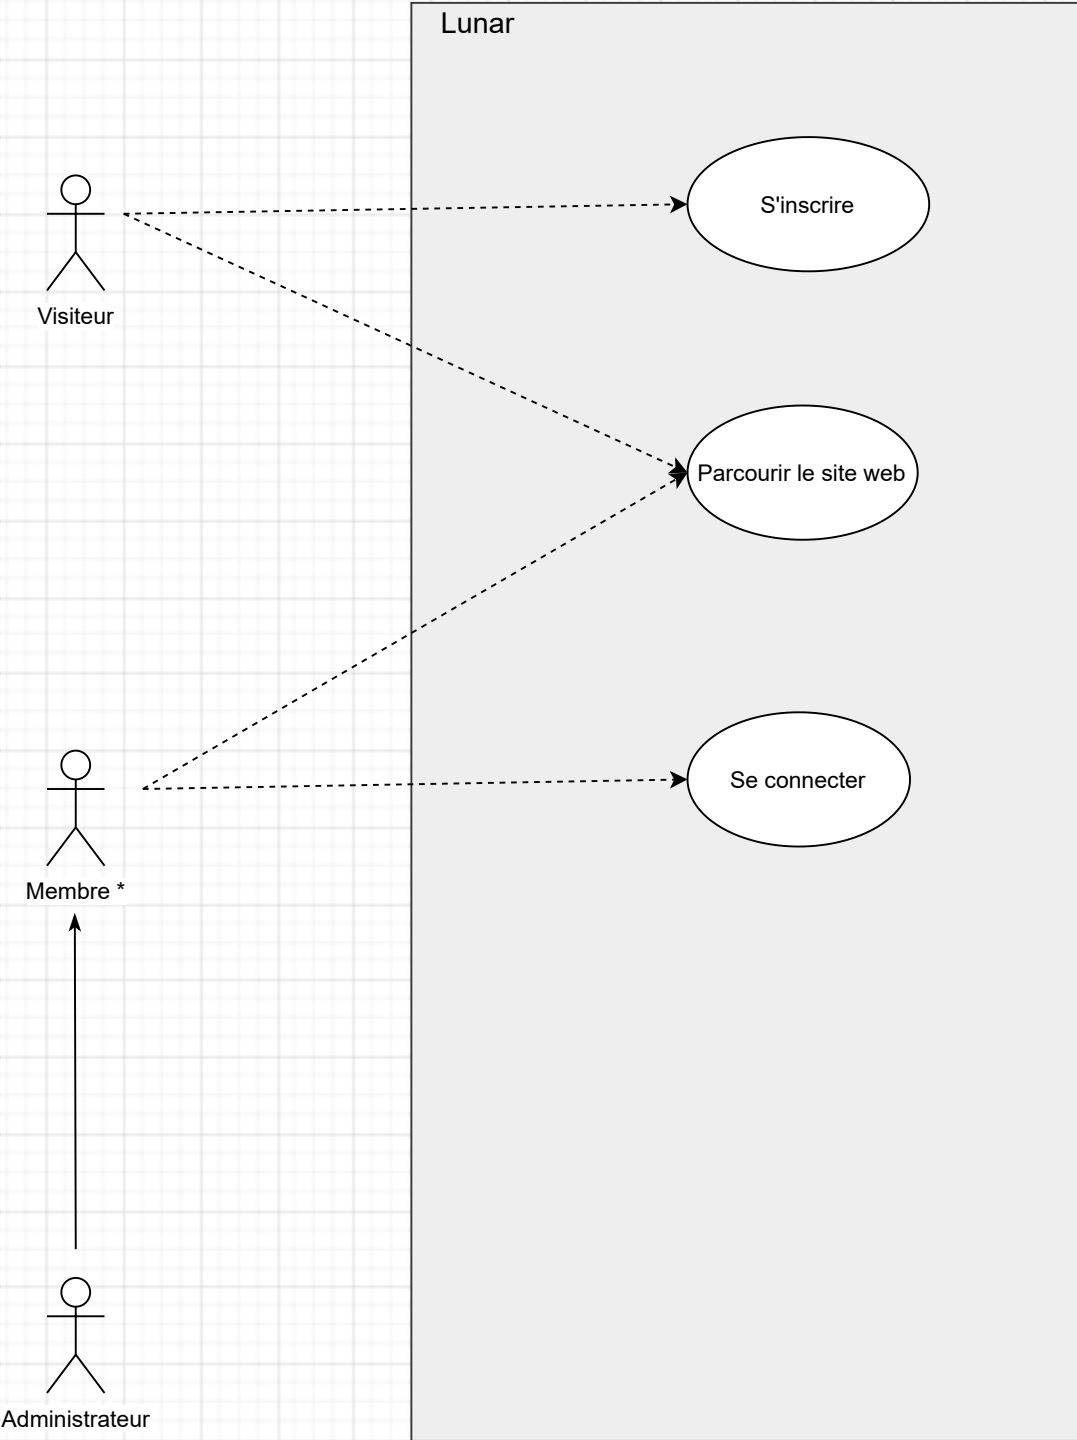 Lunar
S'inscrire
Visiteur
Parcourir le site web
Se connecter
Membre *
Administrateur